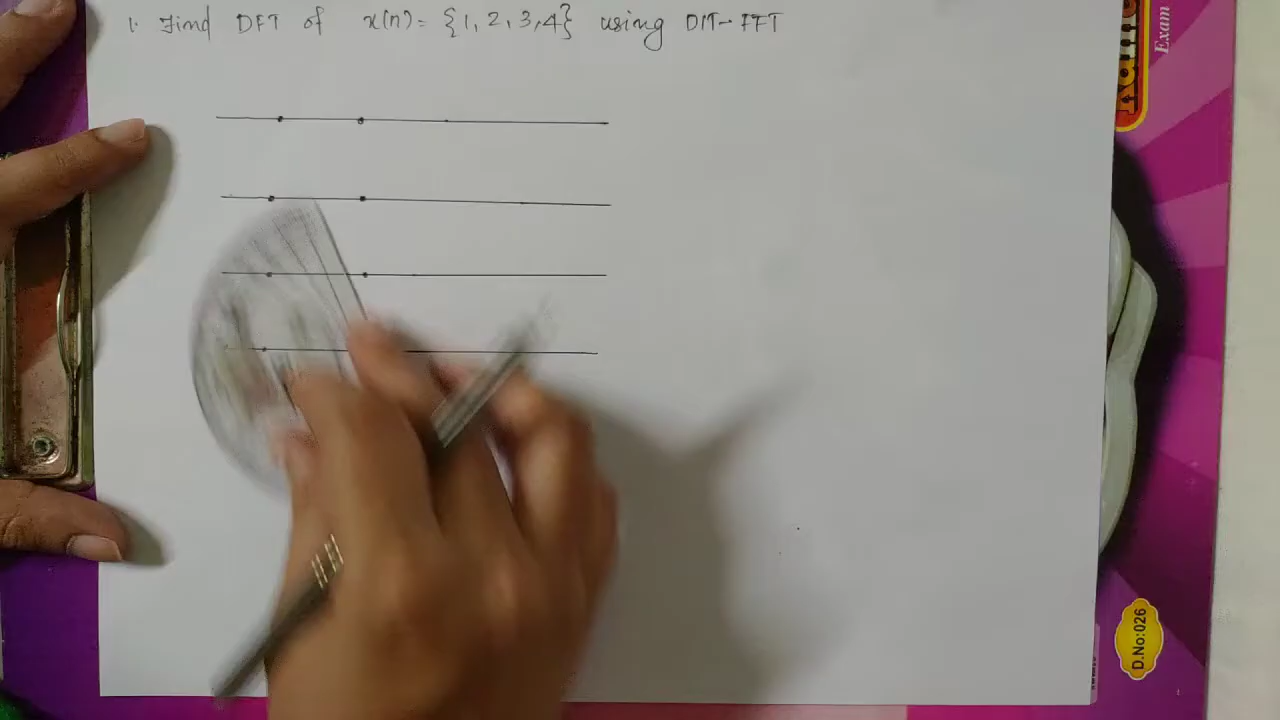 1. Find DFT of x(n) = {1, 2, 3, 4} using DIT-FFT
Exam
D.No:026